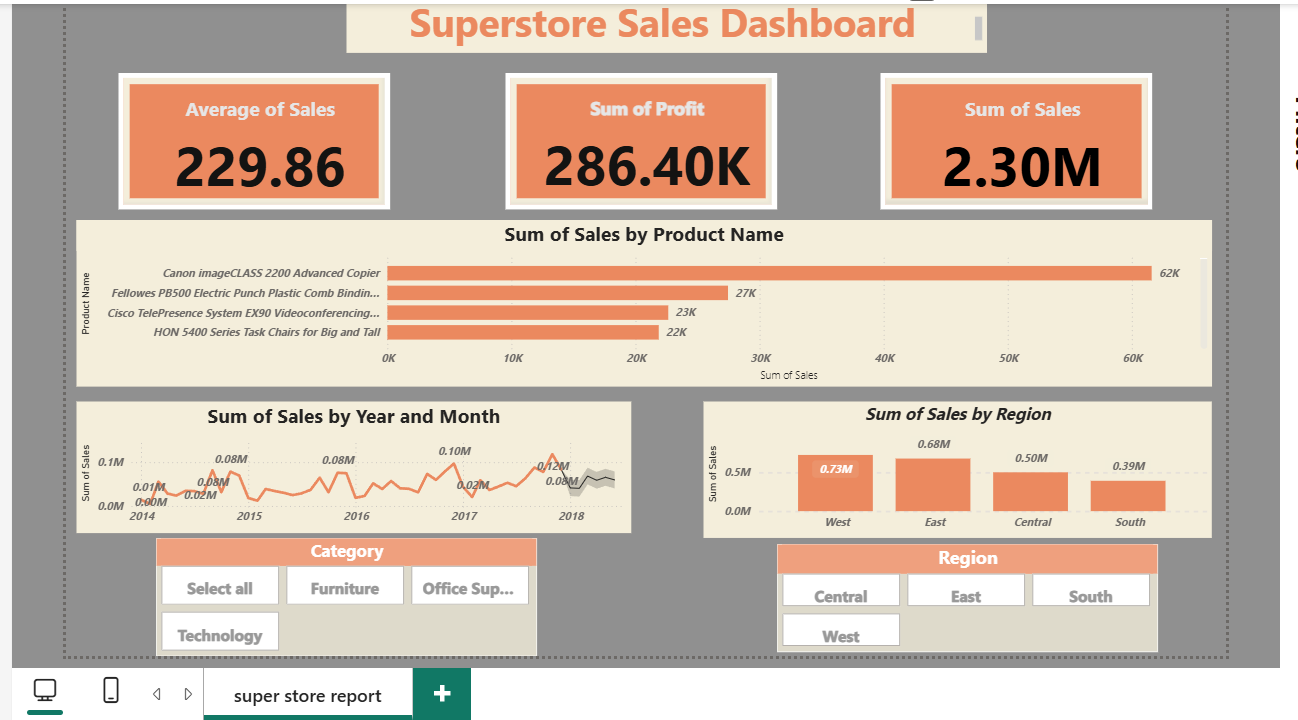 Superstore Sales Dashboard
Average of Sales
229.86
Sum of Profit
286.40K
Sum of Sales
2.30M
Sum of Sales by Product Name
Product Name
Canon imageCLASS 2200 Advanced Copier
62K
Fellowes PB500 Electric Punch Plastic Comb Bindin...
27K
Cisco TelePresence System EX90 Videoconferencing...
23K
HON 5400 Series Task Chairs for Big and Tall
22K
0K 10K 20K 30K 40K 50K 60K
Sum of Sales
Sum of Sales by Year and Month
Sum of Sales
0.1M
0.0M
0.01M
0.00M
0.02M
0.08M
0.08M
0.08M
0.10M
0.02M
0.12M
0.08M
2014 2015 2016 2017 2018
Sum of Sales by Region
Sum of Sales
0.5M
0.0M
0.73M
0.68M
0.50M
0.39M
West East Central South
Category
Select all Furniture Office Sup...
Technology
Region
Central East South
West
super store report